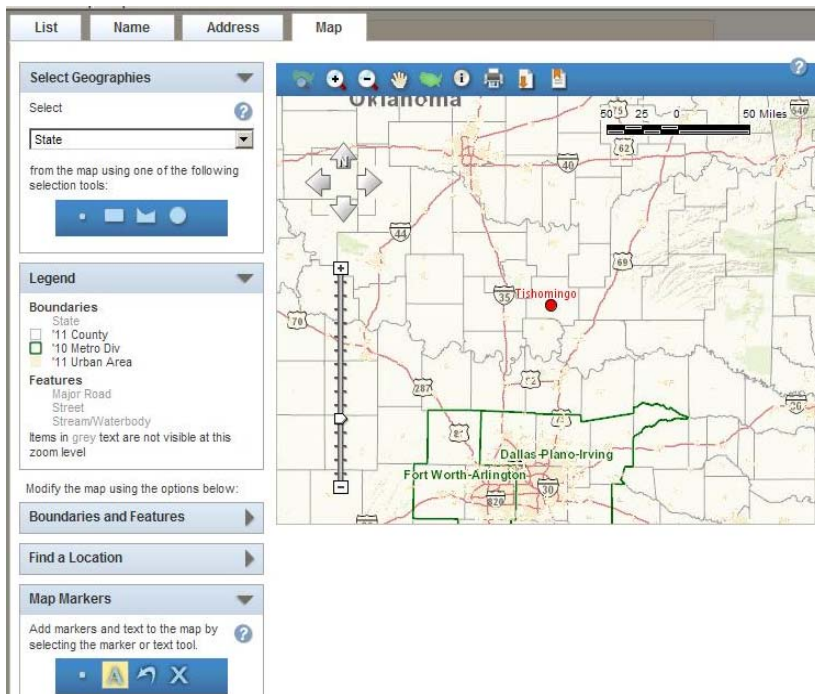 List
Name
Address
Map
Select Geographies
Select
?
State
from the map using one of the following
selection tools:
Legend
Boundaries
State
'11 County
'10 Metro Div
'11 Urban Area
Features
Major Road
Street
Stream/Waterbody
Items in grey text are not visible at this
zoom level
Modify the map using the options below:
Boundaries and Features
Find a Location
Map Markers
Add markers and text to the map by
selecting the marker or text tool.
?
A
X
?
i
Oklahoma
50 25 0 50 Miles
75
540
62
40
N
44
69
+
35
Tishomingo
70
287
82
81
Dallas-Plano-Irving
Fort Worth-Arlington
30
820
-